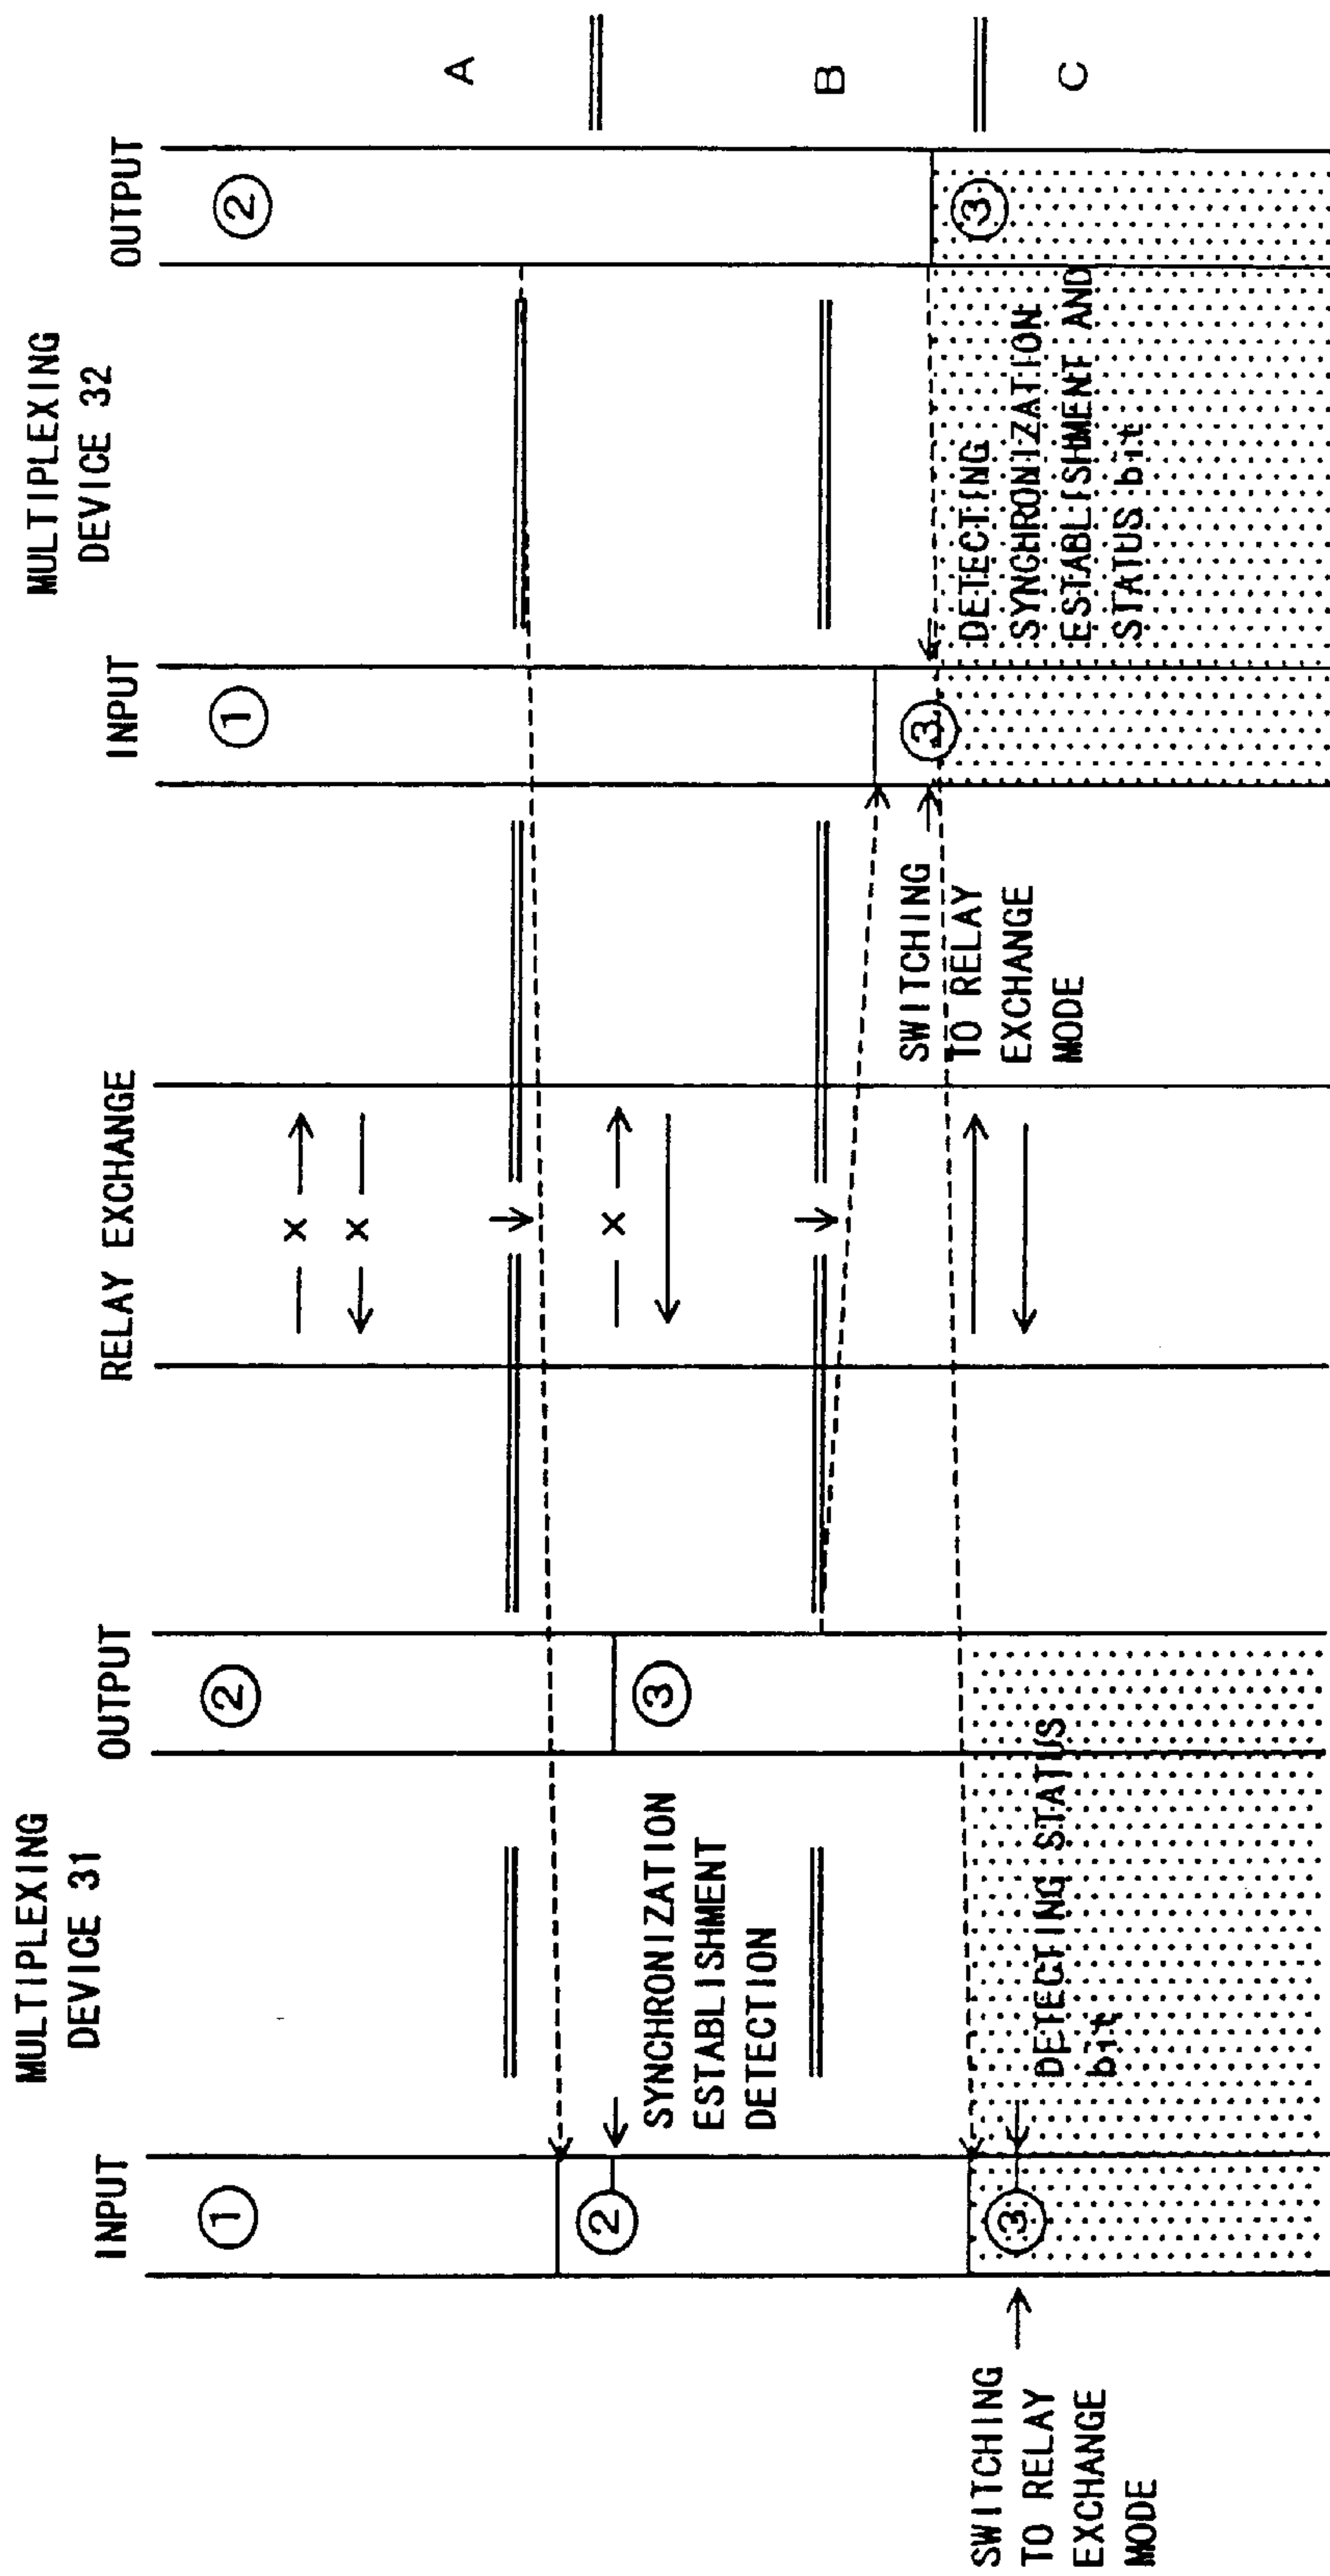 MULTIPLEXING
DEVICE 31
RELAY EXCHANGE
MULTIPLEXING
DEVICE 32
INPUT
OUTPUT
INPUT
OUTPUT
①
②
①
②
A
x
x
②
③
SYNCHRONIZATION
ESTABLISHMENT
DETECTION
x
B
③
SWITCHING
TO RELAY
EXCHANGE
MODE
DETECTING
SYNCHRONIZATION
ESTABLISHMENT AND
STATUS bit
③
C
SWITCHING
TO RELAY
EXCHANGE
MODE
③
DETECTING STATUS
bit